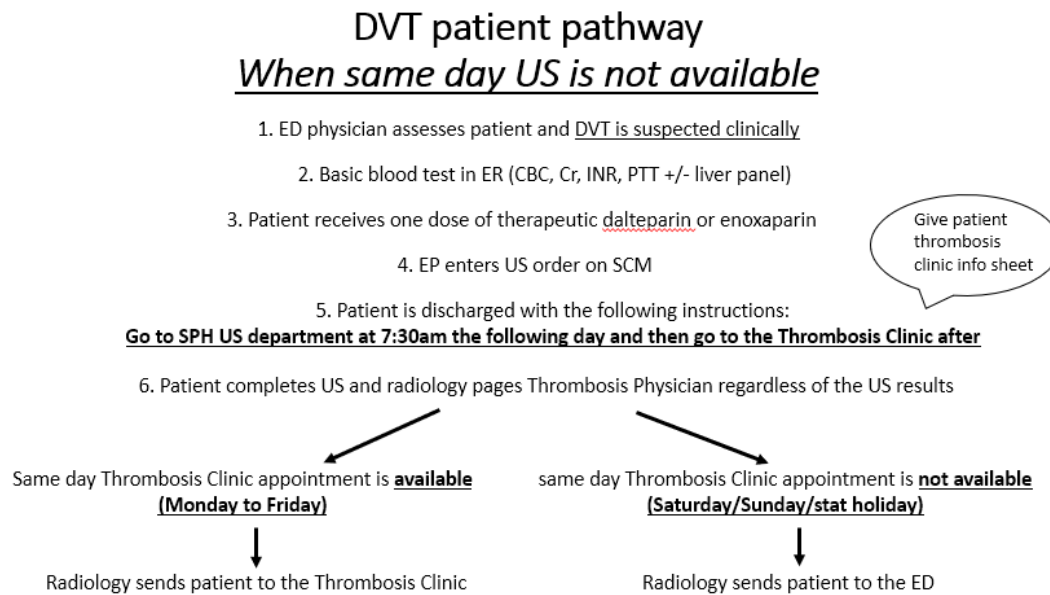 DVT patient pathway
When same day US is not available
1. ED physician assesses patient and DVT is suspected clinically
2. Basic blood test in ER (CBC, Cr, INR, PTT +/- liver panel)
3. Patient receives one dose of therapeutic dalteparin or enoxaparin
Give patient
thrombosis
clinic info sheet
4. EP enters US order on SCM
5. Patient is discharged with the following instructions:
Go to SPH US department at 7:30am the following day and then go to the Thrombosis Clinic after
6. Patient completes US and radiology pages Thrombosis Physician regardless of the US results
Same day Thrombosis Clinic appointment is available
(Monday to Friday)
Radiology sends patient to the Thrombosis Clinic
same day Thrombosis Clinic appointment is not available
(Saturday/Sunday/stat holiday)
Radiology sends patient to the ED